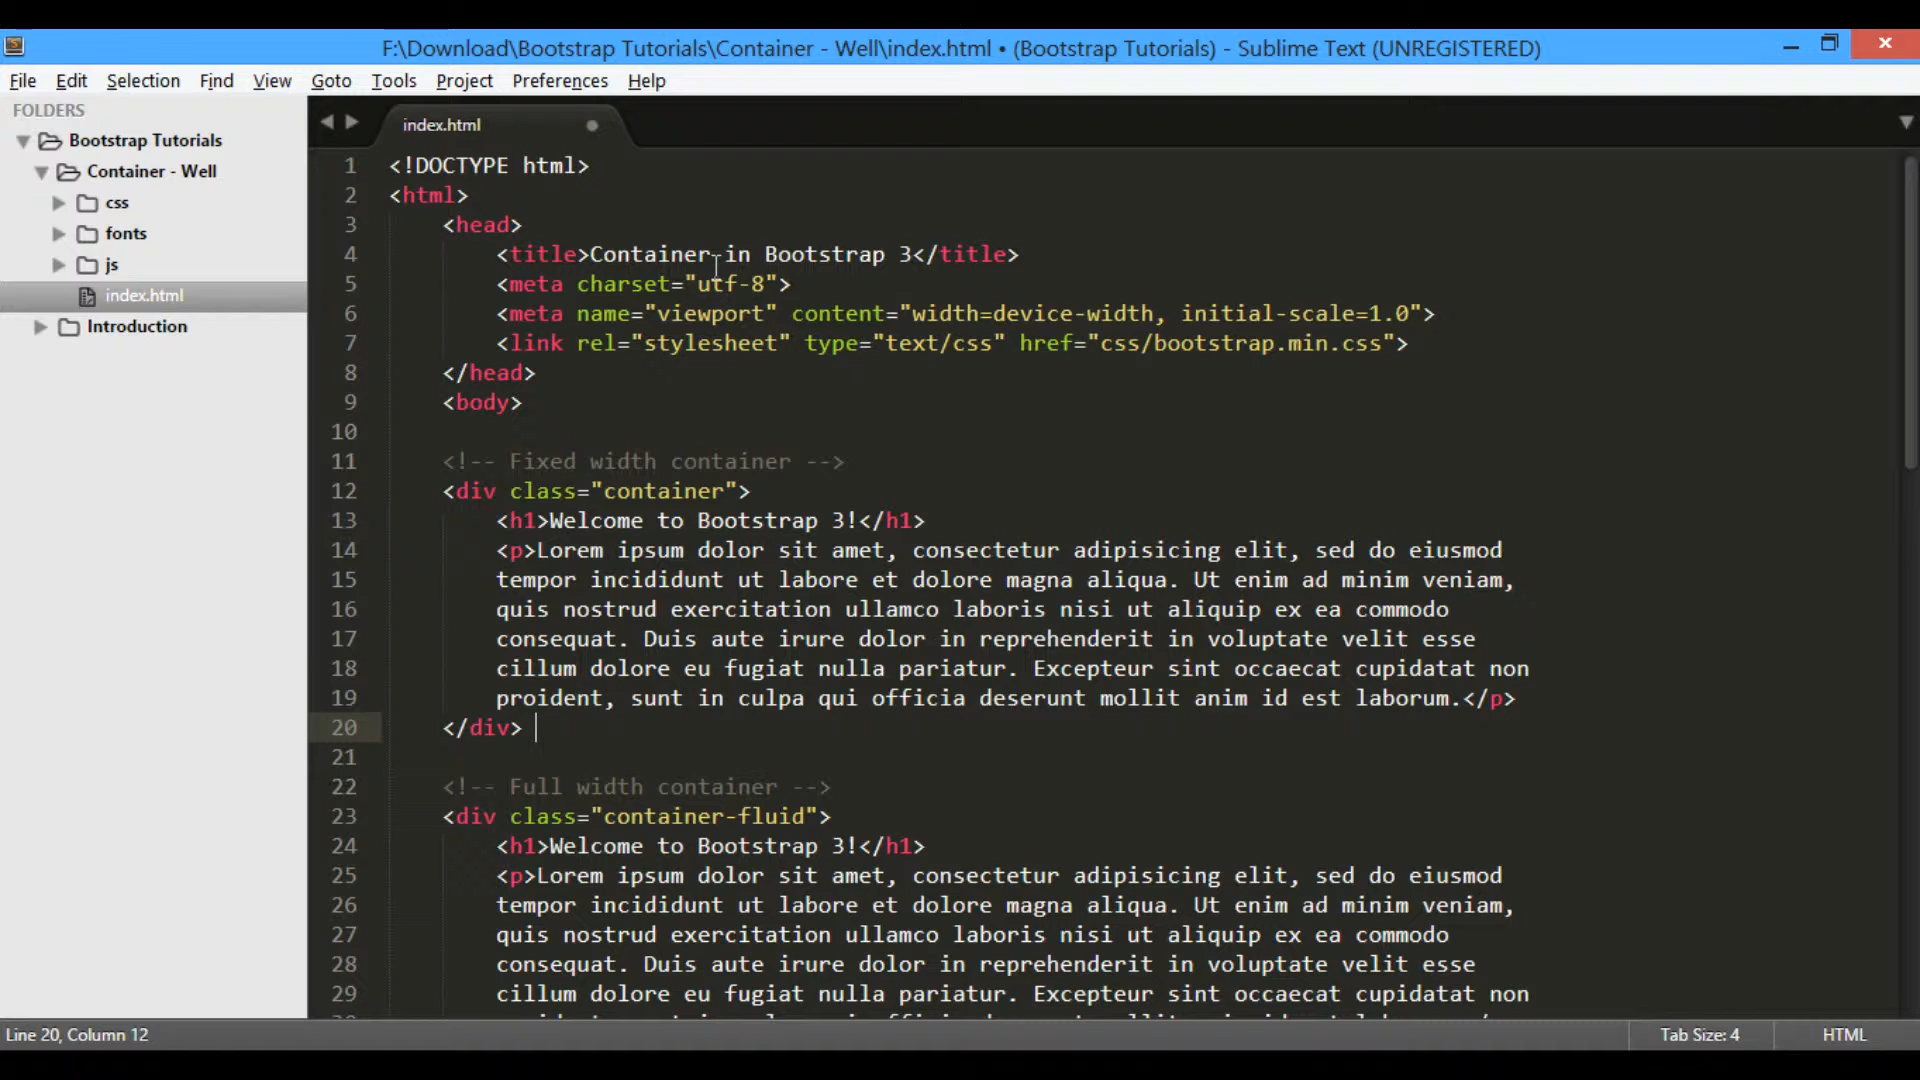 F:\Download\Bootstrap Tutorials\Container - Well\index.html • (Bootstrap Tutorials) - Sublime Text (UNREGISTERED)
File Edit Selection Find View Goto Tools Project Preferences Help
FOLDERS
Bootstrap Tutorials
Container - Well
css
fonts
js
index.html
Introduction
index.html
1 <!DOCTYPE html>
2 <html>
3 <head>
4 <title>Container in Bootstrap 3</title>
5 <meta charset="utf-8">
6 <meta name="viewport" content="width=device-width, initial-scale=1.0">
7 <link rel="stylesheet" type="text/css" href="css/bootstrap.min.css">
8 </head>
9 <body>
10
11 <!-- Fixed width container -->
12 <div class="container">
13 <h1>Welcome to Bootstrap 3!</h1>
14 <p>Lorem ipsum dolor sit amet, consectetur adipisicing elit, sed do eiusmod
15 tempor incididunt ut labore et dolore magna aliqua. Ut enim ad minim veniam,
16 quis nostrud exercitation ullamco laboris nisi ut aliquip ex ea commodo
17 consequat. Duis aute irure dolor in reprehenderit in voluptate velit esse
18 cillum dolore eu fugiat nulla pariatur. Excepteur sint occaecat cupidatat non
19 proident, sunt in culpa qui officia deserunt mollit anim id est laborum.</p>
20 </div>
21
22 <!-- Full width container -->
23 <div class="container-fluid">
24 <h1>Welcome to Bootstrap 3!</h1>
25 <p>Lorem ipsum dolor sit amet, consectetur adipisicing elit, sed do eiusmod
26 tempor incididunt ut labore et dolore magna aliqua. Ut enim ad minim veniam,
27 quis nostrud exercitation ullamco laboris nisi ut aliquip ex ea commodo
28 consequat. Duis aute irure dolor in reprehenderit in voluptate velit esse
29 cillum dolore eu fugiat nulla pariatur. Excepteur sint occaecat cupidatat non
Line 20, Column 12
Tab Size: 4
HTML